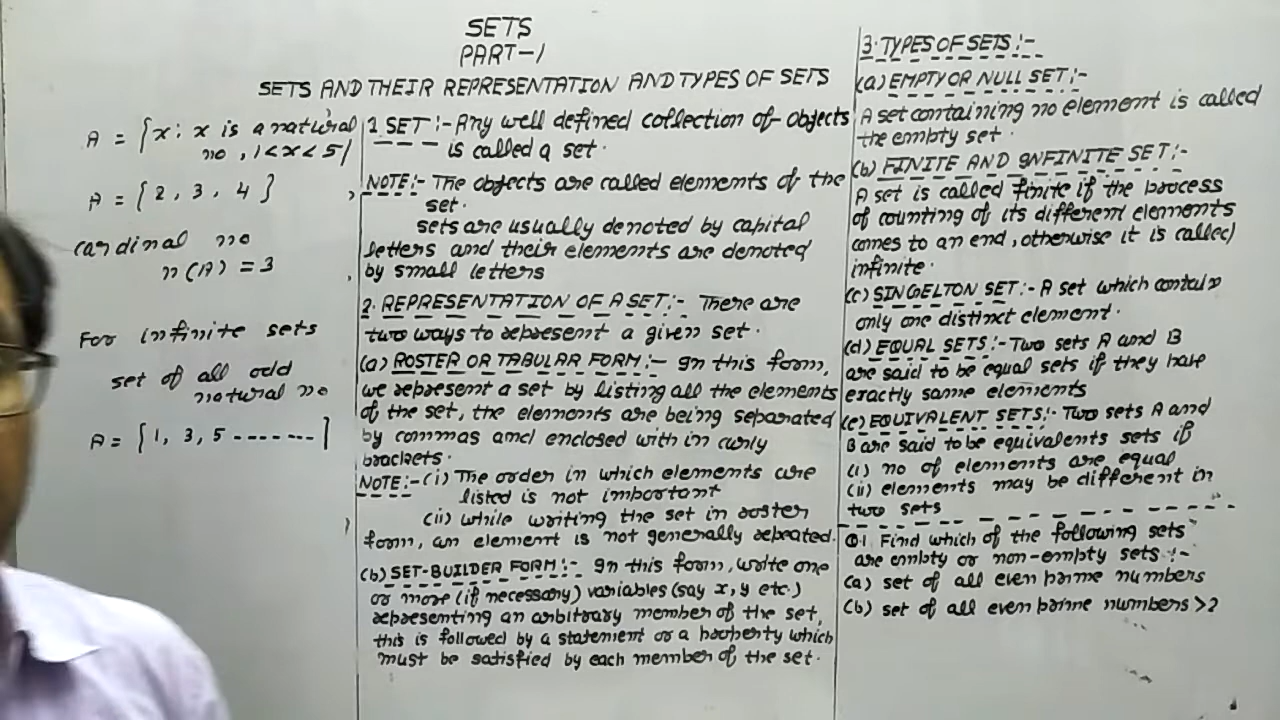 SETS
PART-1
SETS AND THEIR REPRESENTATION AND TYPES OF SETS
A = {x : x is a natural
no, 1<x<5}
A = {2, 3, 4}
cardinal no
n(A) = 3
For infinite sets
set of all odd
natural no
A = {1, 3, 5 -------}
1 SET :- Any well defined collection of objects
is called a set.
NOTE:- The objects are called elements of the
set.
sets are usually denoted by capital
letters and their elements are denoted
by small letters
2. REPRESENTATION OF A SET:- There are
two ways to represent a given set.
(a) ROSTER OR TABULAR FORM:- In this form,
we represent a set by listing all the elements
of the set, the elements are being separated
by commas and enclosed with in curly
brackets.
NOTE:- (i) The order in which elements are
listed is not important
(ii) while writing the set in roster
form, an element is not generally repeated.
(b) SET-BUILDER FORM:- In this form, write one
or more (if necessary) variables (say x, y etc.)
representing an arbitrary member of the set,
this is followed by a statement or a property which
must be satisfied by each member of the set.
3. TYPES OF SETS:-
(a) EMPTY OR NULL SET:-
A set containing no element is called
the empty set.
(b) FINITE AND INFINITE SET:-
A set is called finite if the process
of counting of its different elements
comes to an end, otherwise it is called
infinite.
(c) SINGELTON SET:- A set which contain
only one distinct element.
(d) EQUAL SETS:- Two sets A and B
are said to be equal sets if they have
exactly same elements
(e) EQUIVALENT SETS:- Two sets A and
B are said to be equivalents sets if
(i) no of elements are equal
(ii) elements may be different in
two sets
Q.1 Find which of the following sets
are empty or non-empty sets :-
(a) set of all even prime numbers
(b) set of all even prime numbers >2